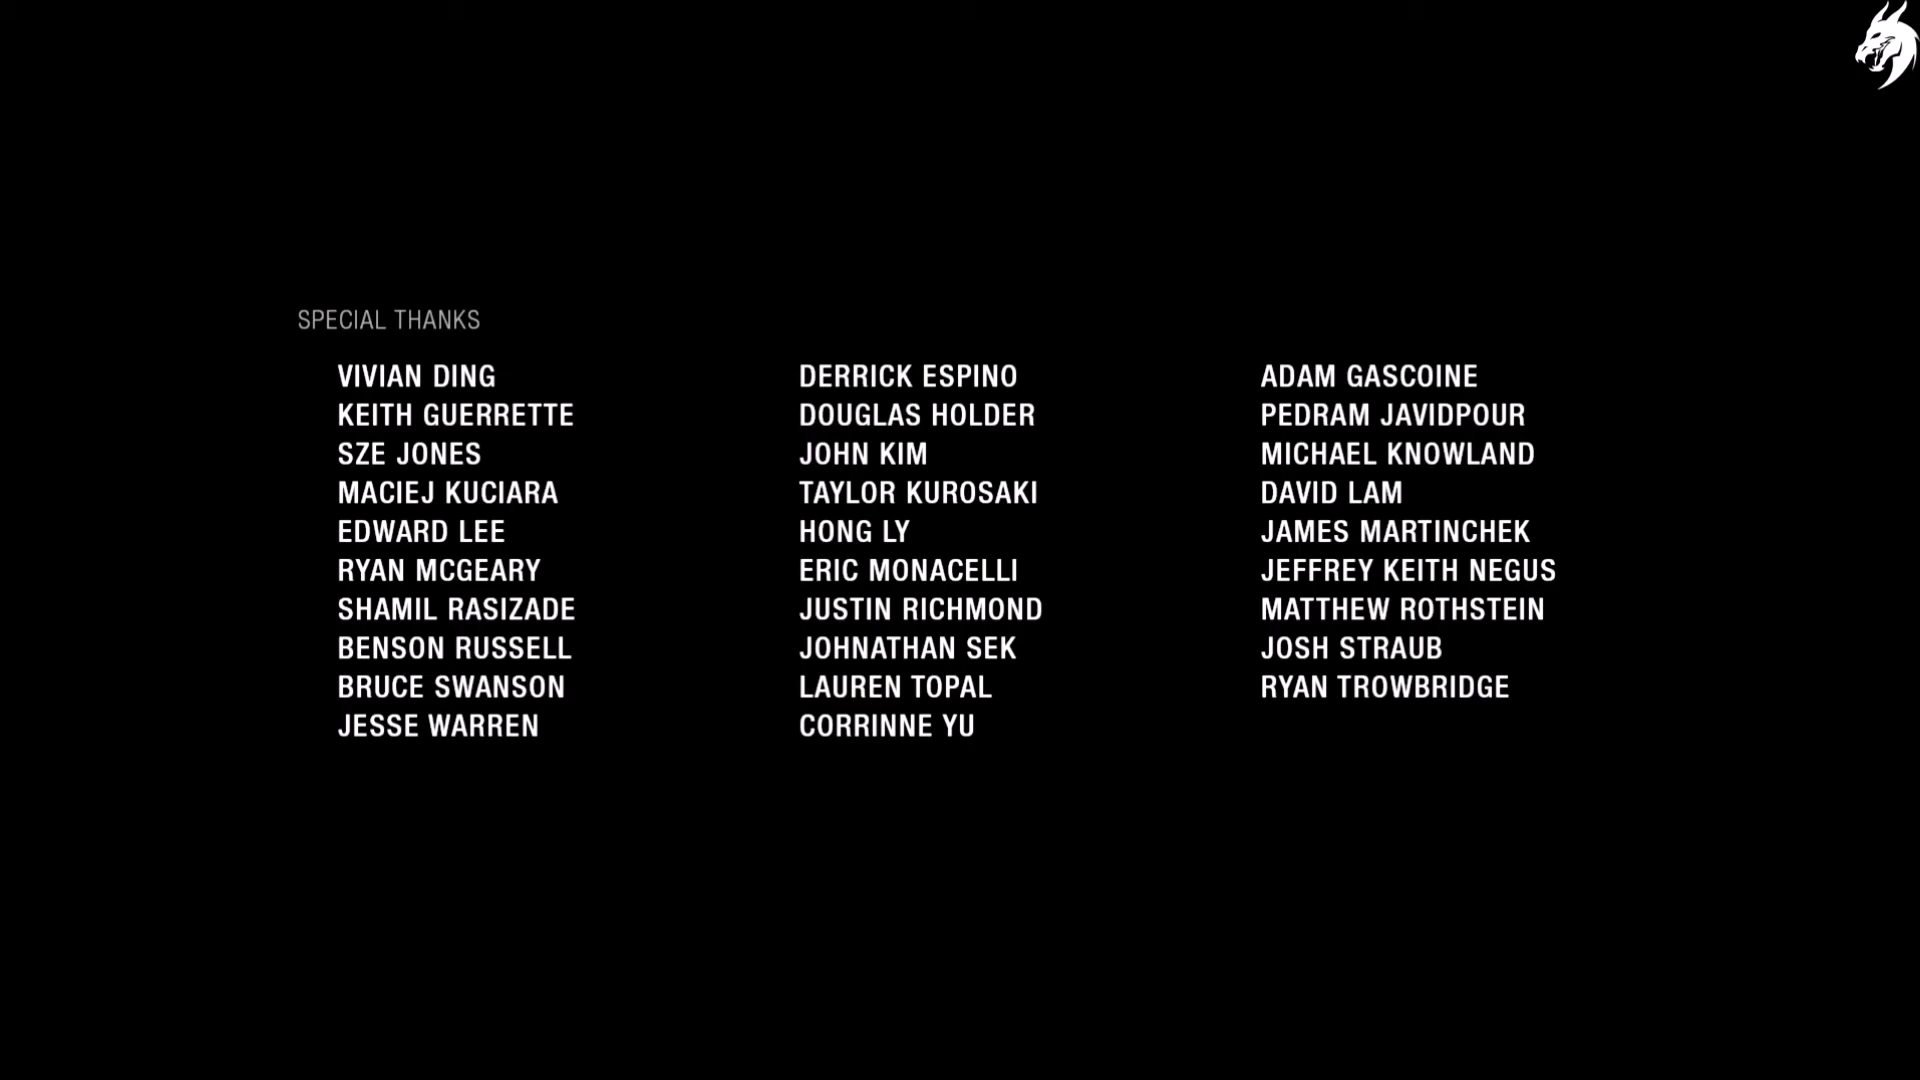 SPECIAL THANKS
VIVIAN DING
KEITH GUERRETTE
SZE JONES
MACIEJ KUCIARA
EDWARD LEE
RYAN MCGEARY
SHAMIL RASIZADE
BENSON RUSSELL
BRUCE SWANSON
JESSE WARREN
DERRICK ESPINO
DOUGLAS HOLDER
JOHN KIM
TAYLOR KUROSAKI
HONG LY
ERIC MONACELLI
JUSTIN RICHMOND
JOHNATHAN SEK
LAUREN TOPAL
CORRINNE YU
ADAM GASCOINE
PEDRAM JAVIDPOUR
MICHAEL KNOWLAND
DAVID LAM
JAMES MARTINCHEK
JEFFREY KEITH NEGUS
MATTHEW ROTHSTEIN
JOSH STRAUB
RYAN TROWBRIDGE